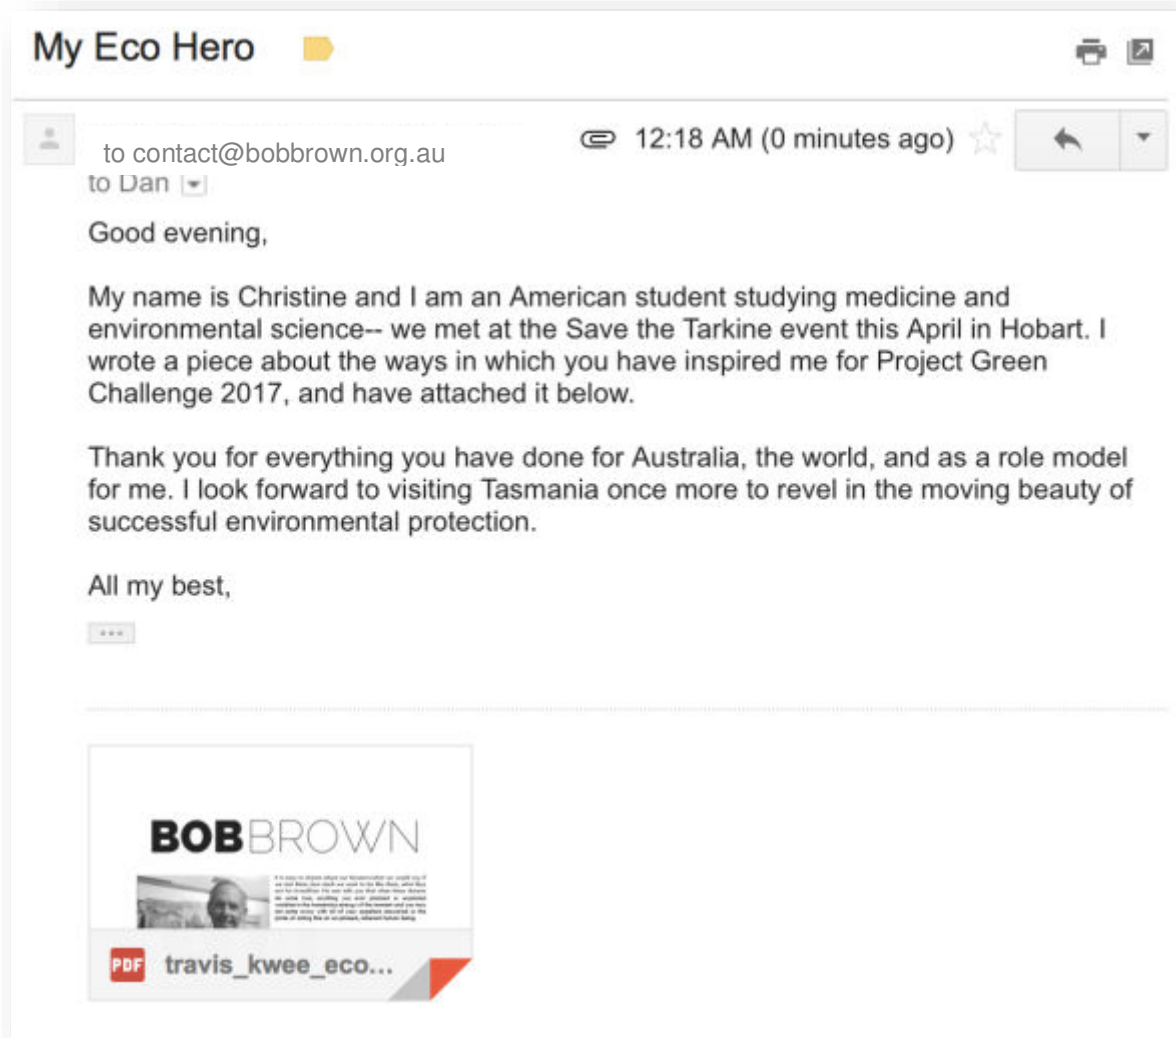 My Eco Hero
12:18 AM (0 minutes ago)
to contact@bobbrown.org.au
to Dan
Good evening,
My name is Christine and I am an American student studying medicine and
environmental science-- we met at the Save the Tarkine event this April in Hobart. I
wrote a piece about the ways in which you have inspired me for Project Green
Challenge 2017, and have attached it below.
Thank you for everything you have done for Australia, the world, and as a role model
for me. I look forward to visiting Tasmania once more to revel in the moving beauty of
successful environmental protection.
All my best,
BOBBROWN
PDF travis_kwee_eco...